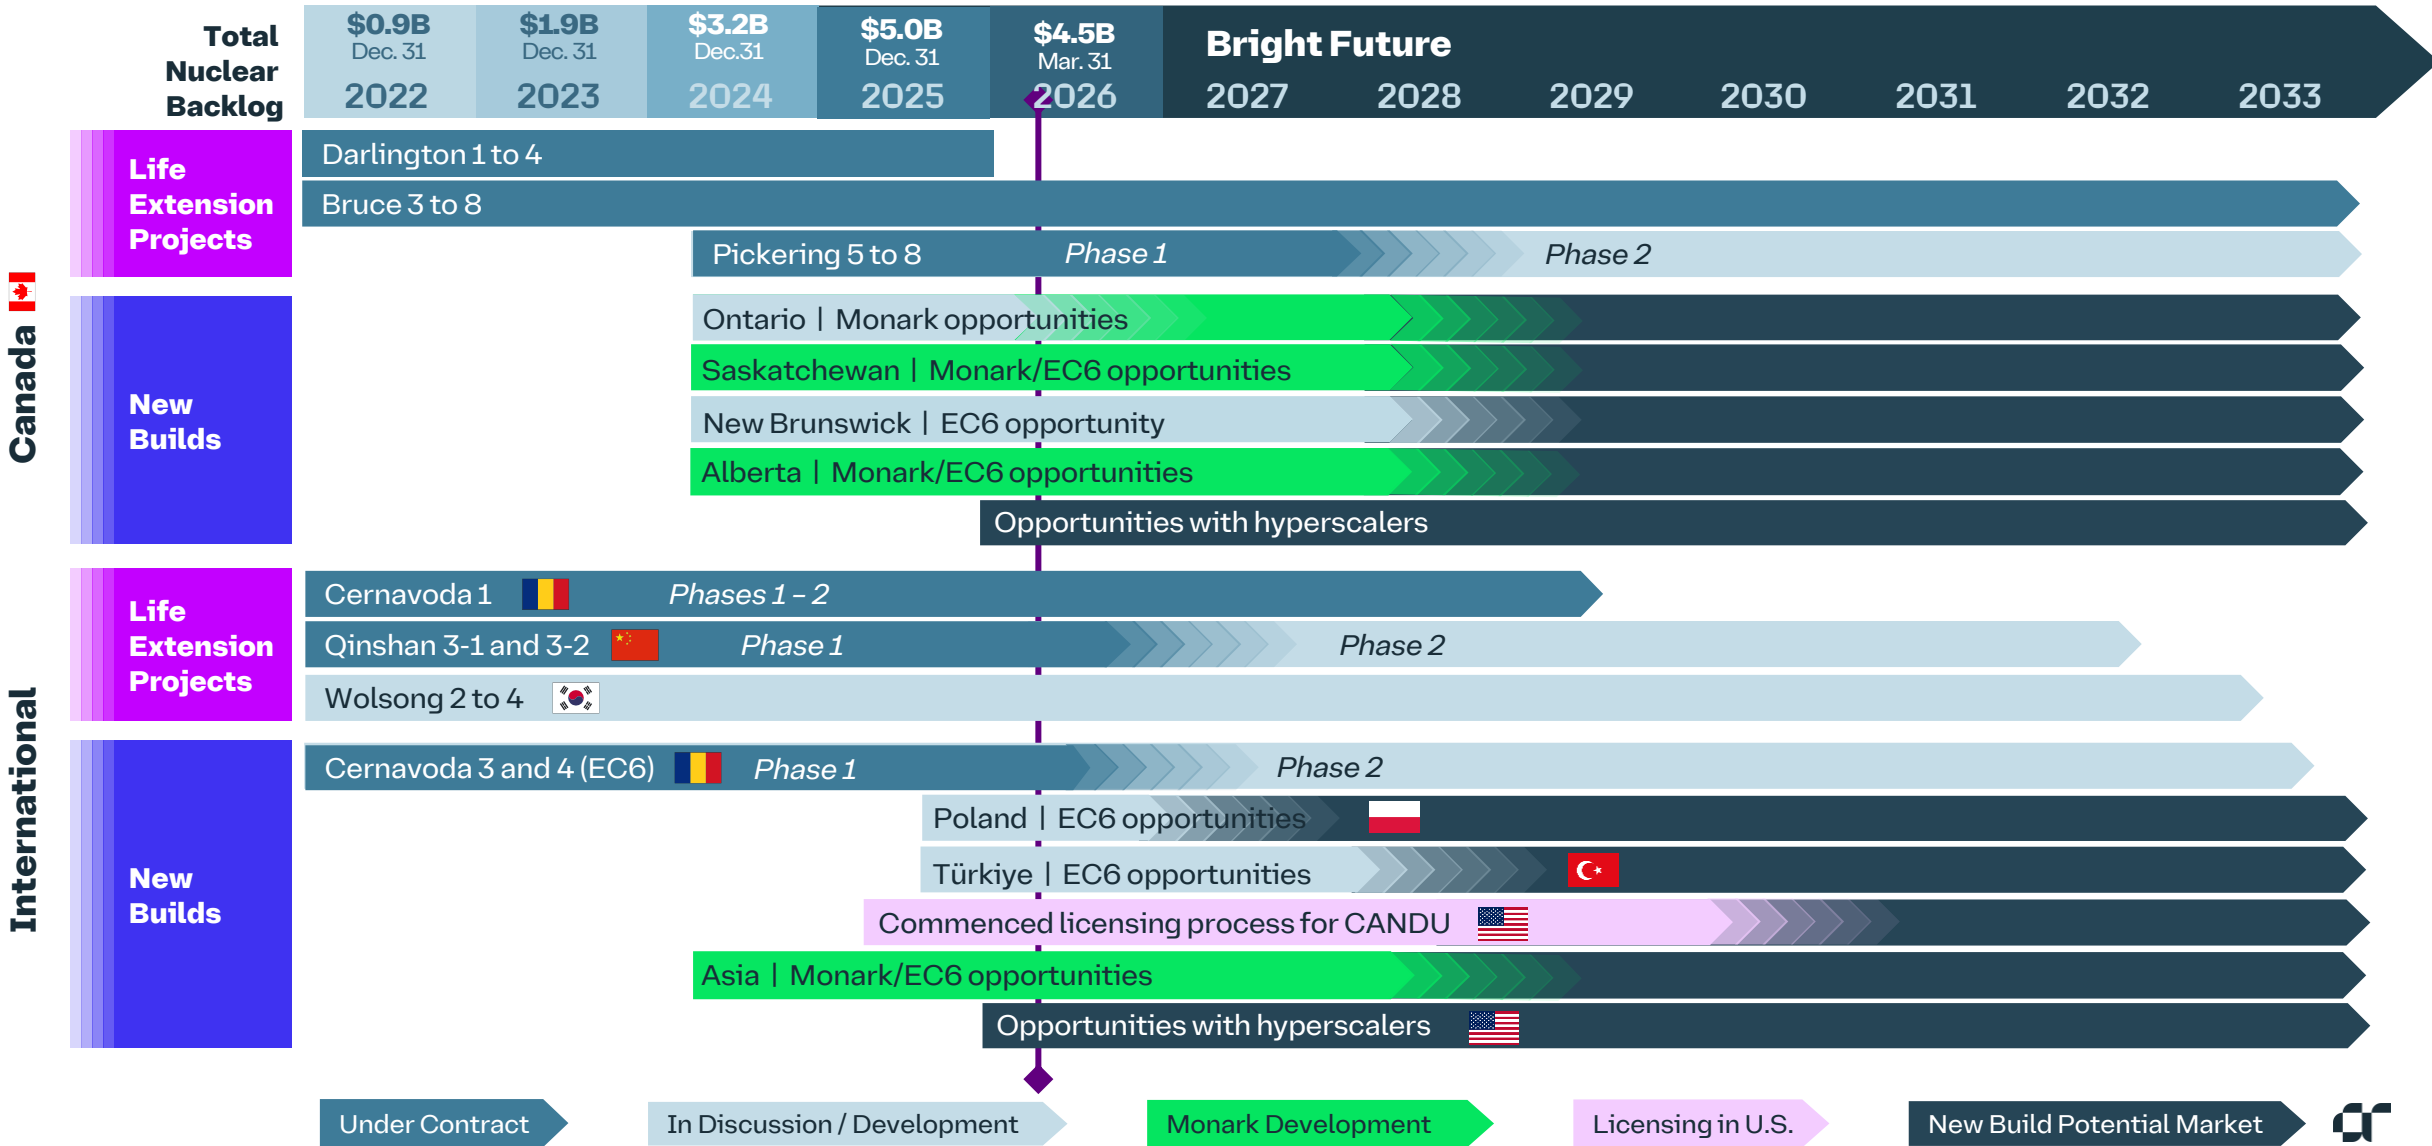 Total
Nuclear
Backlog
$0.9B
Dec. 31
2022
$1.9B
Dec. 31
2023
$3.2B
Dec.31
2024
$5.0B
Dec. 31
2025
$4.5B
Mar. 31
2026
Bright Future
2027
2028
2029
2030
2031
2032
2033
Canada
Life
Extension
Projects
Darlington 1 to 4
Bruce 3 to 8
Pickering 5 to 8
Phase 1
Phase 2
New
Builds
Ontario | Monark opportunities
Saskatchewan | Monark/EC6 opportunities
New Brunswick | EC6 opportunity
Alberta | Monark/EC6 opportunities
Opportunities with hyperscalers
International
Life
Extension
Projects
Cernavoda 1
Phases 1 – 2
Qinshan 3-1 and 3-2
Phase 1
Phase 2
Wolsong 2 to 4
New
Builds
Cernavoda 3 and 4 (EC6)
Phase 1
Phase 2
Poland | EC6 opportunities
Türkiye | EC6 opportunities
Commenced licensing process for CANDU
Asia | Monark/EC6 opportunities
Opportunities with hyperscalers
Under Contract
In Discussion / Development
Monark Development
Licensing in U.S.
New Build Potential Market